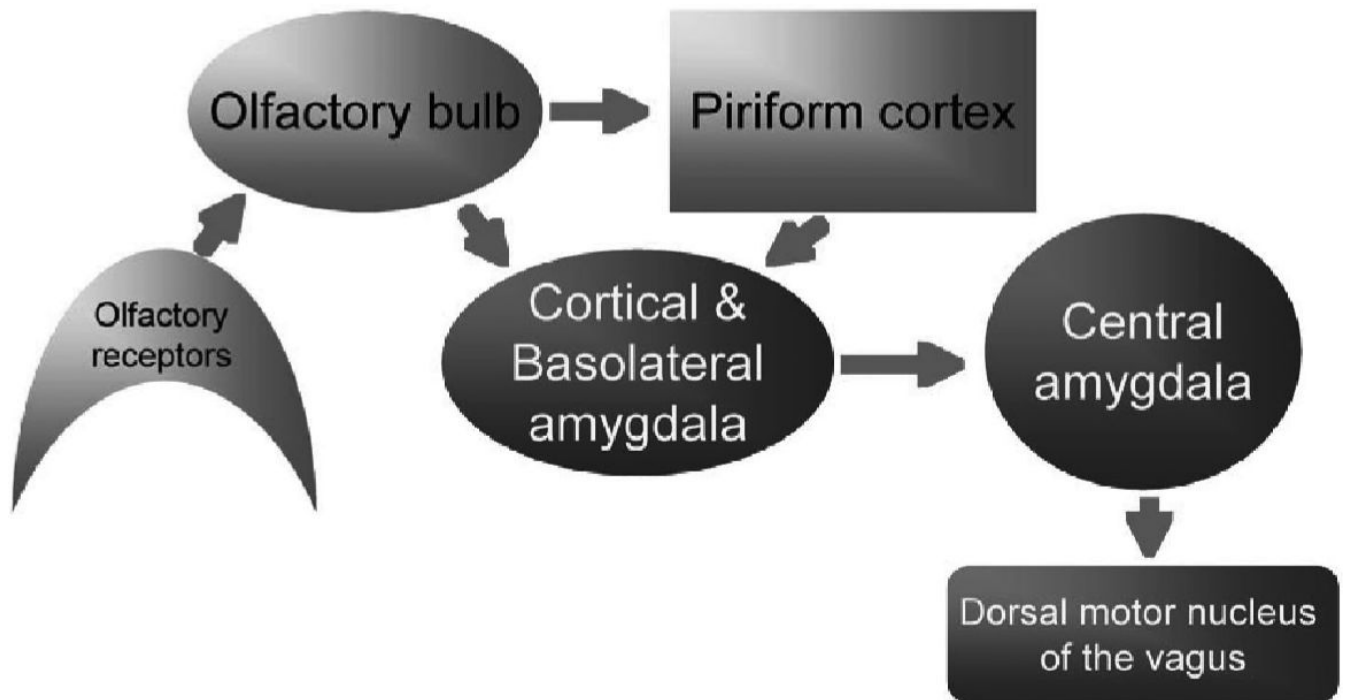 Olfactory bulb
Piriform cortex
Olfactory
receptors
Cortical &
Basolateral
amygdala
Central
amygdala
Dorsal motor nucleus
of the vagus